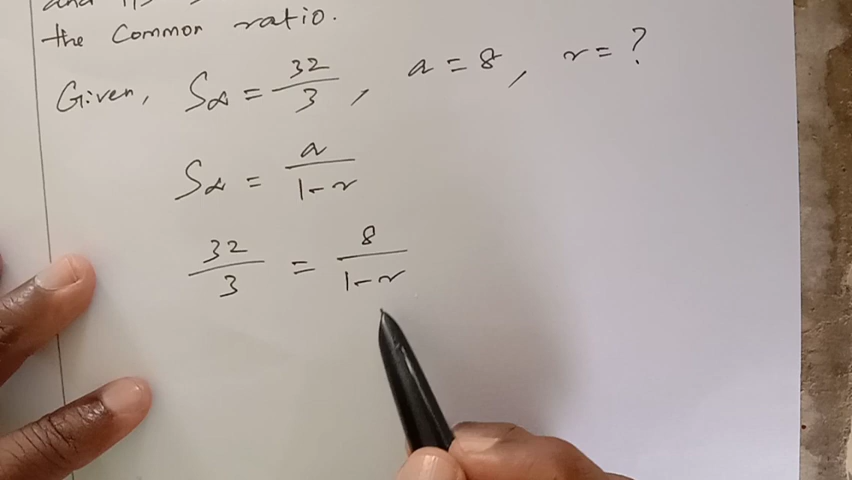 the Common ratio.
Given, S∝ = 32/3, a = 8, r = ?
S∝ = a/1-r
32/3 = 8/1-r